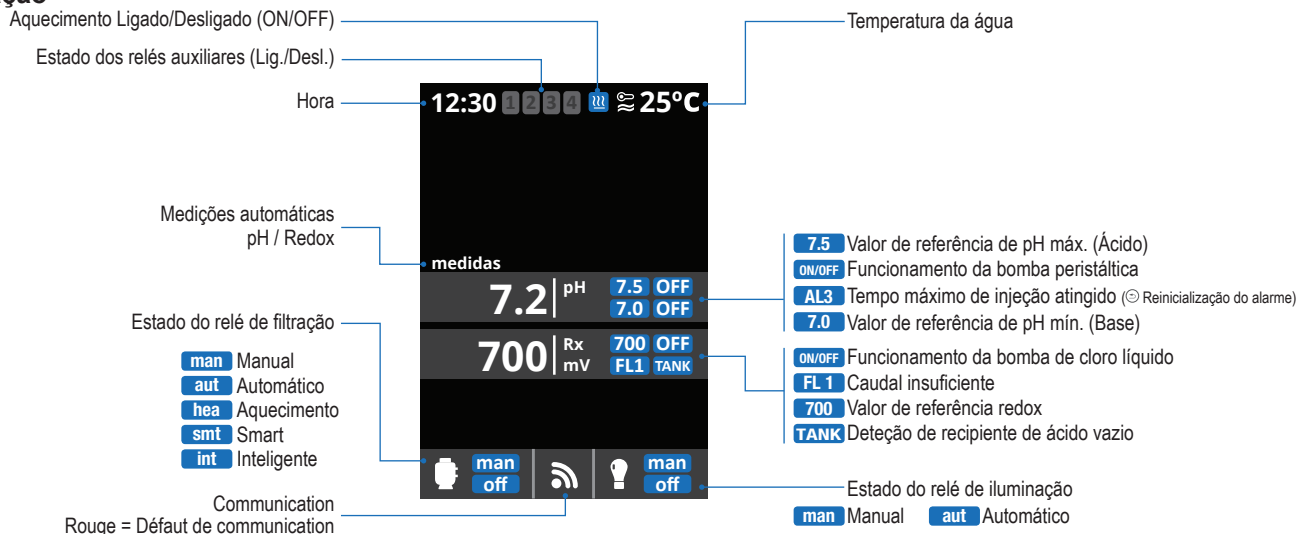 Aquecimento Ligado/Desligado (ON/OFF)
Temperatura da água
Estado dos relés auxiliares (Lig./Desl.)
Hora
12:30 1 2 3 4 25ºC
Medições automáticas
pH / Redox
medidas
7.2 pH 7.5 OFF
7.0 OFF
700 Rx 700 OFF
mV FL1 TANK
7.5 Valor de referência de pH máx. (Ácido)
ON/OFF Funcionamento da bomba peristáltica
AL3 Tempo máximo de injeção atingido (⊖ Reinicialização do alarme)
7.0 Valor de referência de pH mín. (Base)
ON/OFF Funcionamento da bomba de cloro líquido
FL 1 Caudal insuficiente
700 Valor de referência redox
TANK Deteção de recipiente de ácido vazio
Estado do relé de filtração
man Manual
aut Automático
hea Aquecimento
smt Smart
int Inteligente
man man
off off
Communication
Rouge = Défaut de communication
Estado do relé de iluminação
man Manual aut Automático